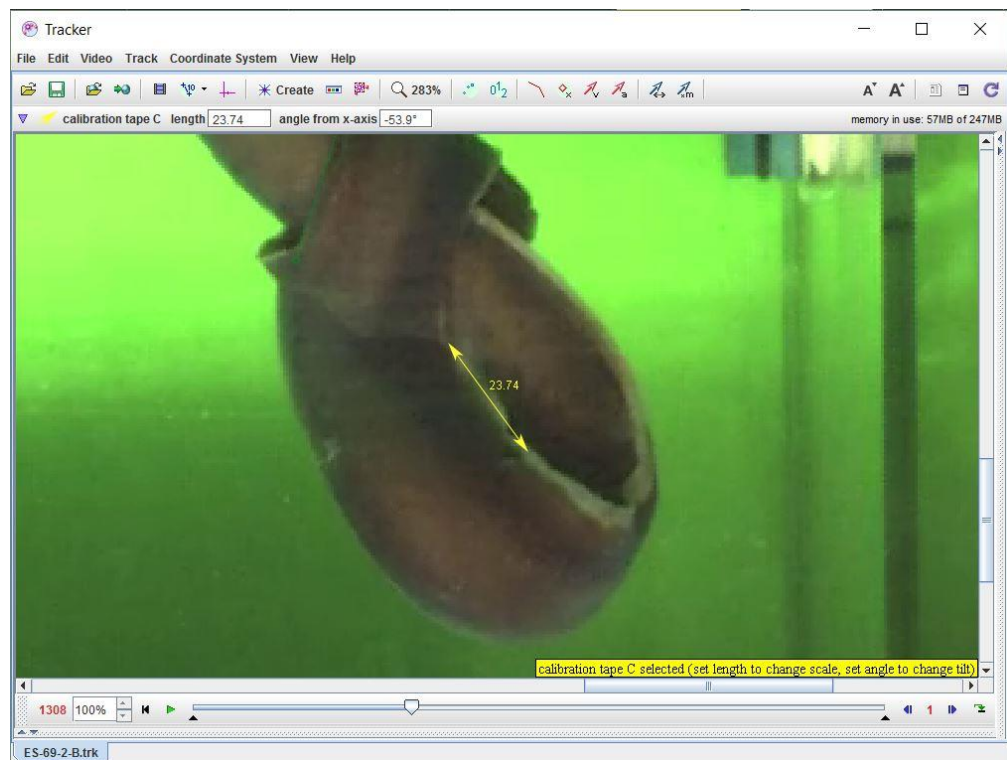 Tracker
File Edit Video Track Coordinate System View Help
Create 283%
calibration tape C length 23.74 angle from x-axis -53.9° memory in use: 57MB of 247MB
23.74
calibration tape C selected (set length to change scale, set angle to change tilt)
1308 100% 1
ES-69-2-B.trk